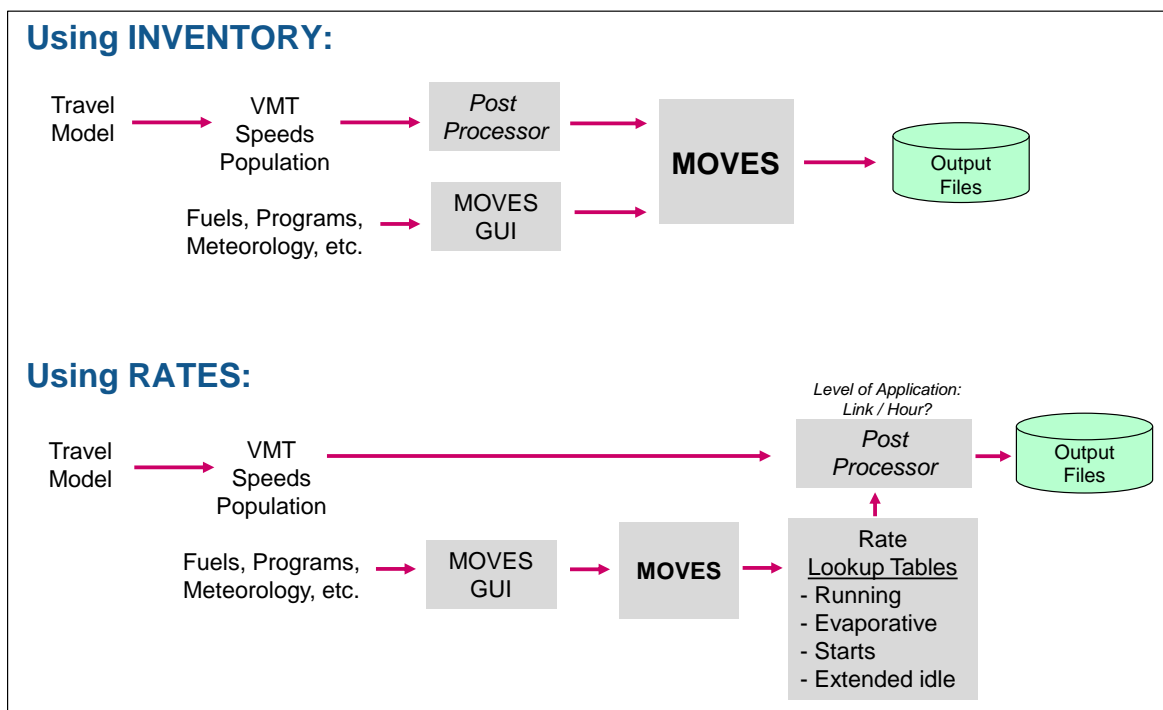 Using INVENTORY:
Travel
Model
VMT
Speeds
Population
Post
Processor
Fuels, Programs,
Meteorology, etc.
MOVES
GUI
MOVES
Output
Files
Using RATES:
Travel
Model
VMT
Speeds
Population
Level of Application:
Link / Hour?
Post
Processor
Output
Files
Fuels, Programs,
Meteorology, etc.
MOVES
GUI
MOVES
Rate
Lookup Tables
- Running
- Evaporative
- Starts
- Extended idle